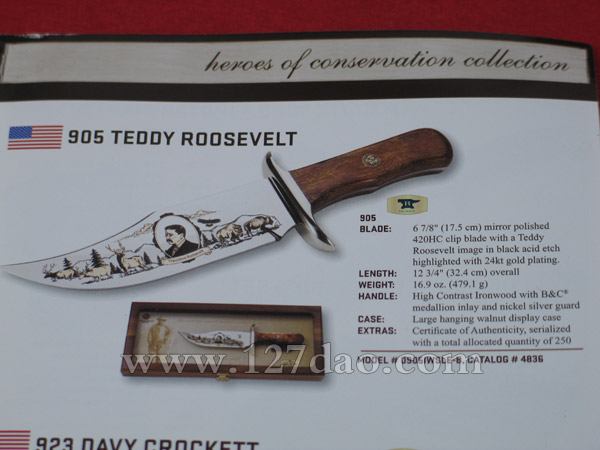 heroes of conservation collection
905 TEDDY ROOSEVELT
905
BLADE: 6 7/8" (17.5 cm) mirror polished
420HC clip blade with a Teddy
Roosevelt image in black acid etch
highlighted with 24kt gold plating.
LENGTH: 12 3/4" (32.4 cm) overall
WEIGHT: 16.9 oz. (479.1 g)
HANDLE: High Contrast Ironwood with B&C®
medallion inlay and nickel silver guard
CASE: Large hanging walnut display case
EXTRAS: Certificate of Authenticity, serialized
with a total allocated quantity of 250
MODEL # 0905IWSLE-B, CATALOG # 4836
www.127dao.com
923 DAVY CROCKETT